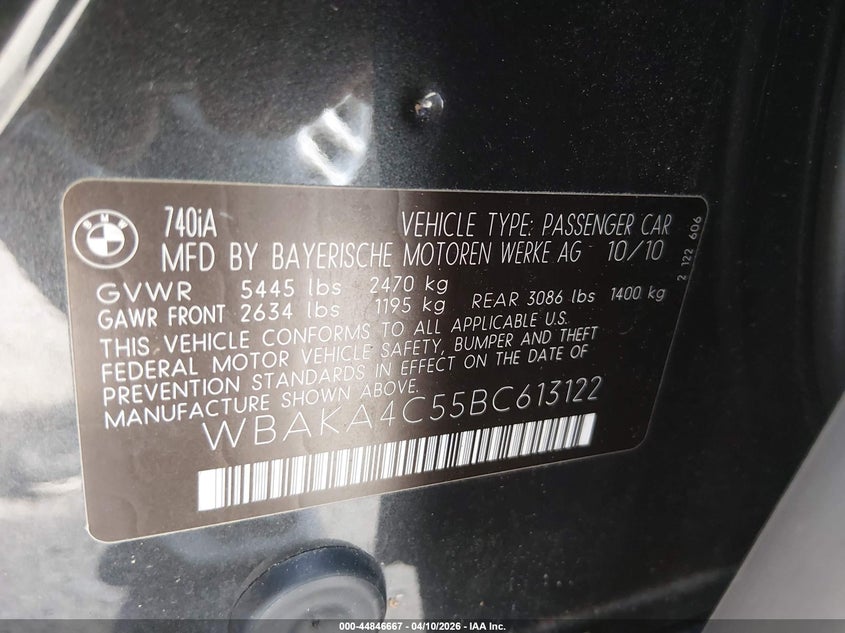 BMW
740iA VEHICLE TYPE: PASSENGER CAR
MFD BY BAYERISCHE MOTOREN WERKE AG 10/10
2 122 606
GVWR 5445 lbs 2470 kg
GAWR FRONT 2634 lbs 1195 kg REAR 3086 lbs 1400 kg
THIS VEHICLE CONFORMS TO ALL APPLICABLE U.S.
FEDERAL MOTOR VEHICLE SAFETY, BUMPER AND THEFT
PREVENTION STANDARDS IN EFFECT ON THE DATE OF
MANUFACTURE SHOWN ABOVE.
WBAKA4C55BC613122
000-44846667 - 04/10/2026 - IAA Inc.